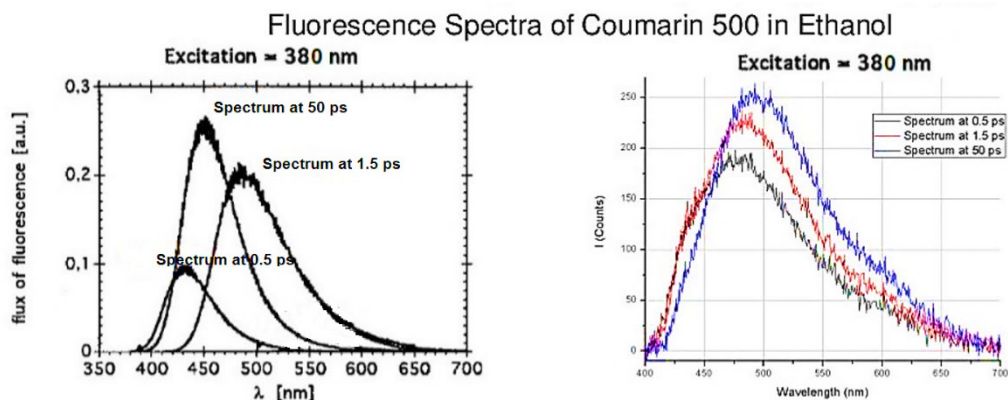 Fluorescence Spectra of Coumarin 500 in Ethanol
Excitation = 380 nm
0.3
0.2
0.1
0
flux of fluorescence [a.u.]
Spectrum at 50 ps
Spectrum at 1.5 ps
Spectrum at 0.5 ps
350 400 450 500 550 600 650 700
λ [nm]
Excitation = 380 nm
250
200
150
100
50
0
I (Counts)
Spectrum at 0.5 ps
Spectrum at 1.5 ps
Spectrum at 50 ps
400 450 500 550 600 650 700
Wavelength (nm)